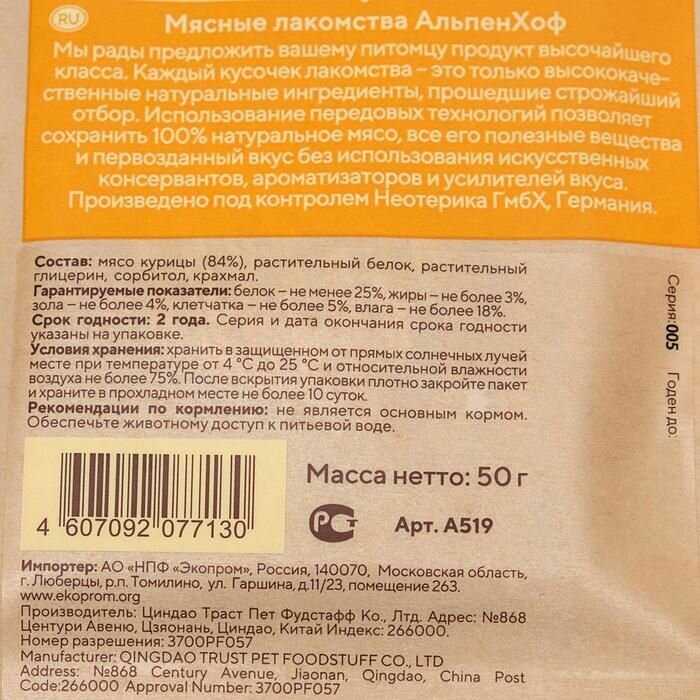 RU
Мясные лакомства АльпенХоф
Мы рады предложить вашему питомцу продукт высочайшего
класса. Каждый кусочек лакомства – это только высококаче-
ственные натуральные ингредиенты, прошедшие строжайший
отбор. Использование передовых технологий позволяет
сохранить 100% натуральное мясо, все его полезные вещества
и первозданный вкус без использования искусственных
консервантов, ароматизаторов и усилителей вкуса.
Произведено под контролем Неотерика ГмбХ, Германия.
Состав: мясо курицы (84%), растительный белок, растительный
глицерин, сорбитол, крахмал.
Гарантируемые показатели: белок – не менее 25%, жиры – не более 3%,
зола – не более 4%, клетчатка – не более 5%, влага – не более 18%.
Срок годности: 2 года. Серия и дата окончания срока годности
указаны на упаковке.
Условия хранения: хранить в защищенном от прямых солнечных лучей
месте при температуре от 4 °C до 25 °C и относительной влажности
воздуха не более 75%. После вскрытия упаковки плотно закройте пакет
и храните в прохладном месте не более 10 суток.
Рекомендации по кормлению: не является основным кормом.
Обеспечьте животному доступ к питьевой воде.
Серия: 005 Годен до:
4 607092 077130
Масса нетто: 50 г
РСТ Арт. A519
Импортер: АО «НПФ «Экопром», Россия, 140070, Московская область,
г. Люберцы, р.п. Томилино, ул. Гаршина, д.11/23, помещение 263.
www.ekoprom.org
Производитель: Циндао Траст Пет Фудстафф Ко., Лтд. Адрес: №868
Центури Авеню, Цзяонань, Циндао, Китай Индекс: 266000.
Номер разрешения: 3700PF057
Manufacturer: QINGDAO TRUST PET FOODSTUFF CO., LTD
Address: №868 Century Avenue, Jiaonan, Qingdao, China Post
Code:266000 Approval Number: 3700PF057